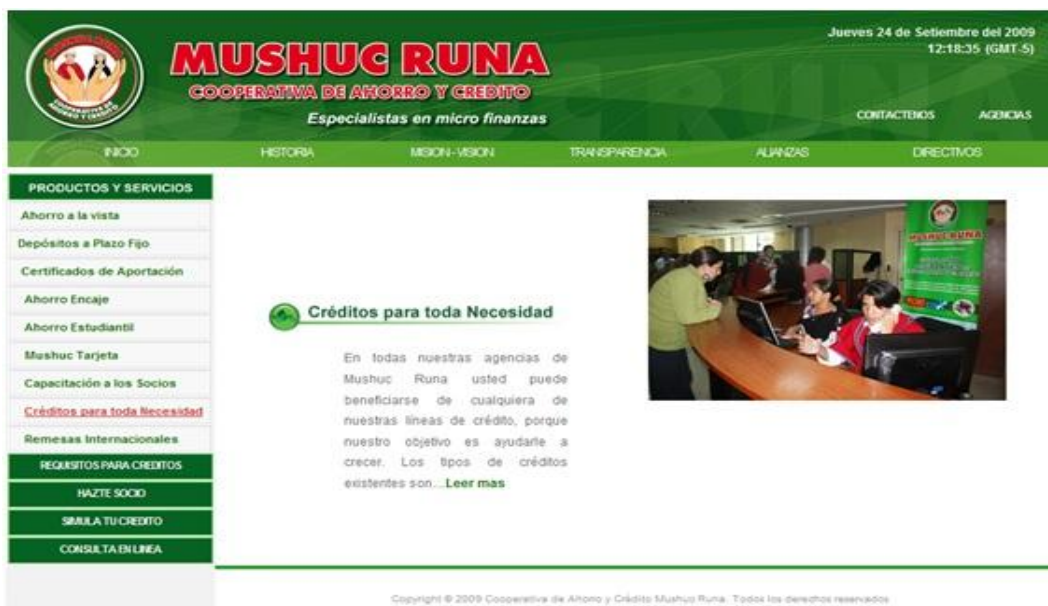 Jueves 24 de Setiembre del 2009
12:18:35 (GMT-5)
MUSHUC RUNA
COOPERATIVA DE AHORRO Y CREDITO
Especialistas en micro finanzas
CONTACTENOS AGENCIAS
INICIO HISTORIA MISION - VISION TRANSPARENCIA ALIANZAS DIRECTIVOS
PRODUCTOS Y SERVICIOS
Ahorro a la vista
Depósitos a Plazo Fijo
Certificados de Aportación
Ahorro Encaje
Ahorro Estudiantil
Mushuc Tarjeta
Capacitación a los Socios
Créditos para toda Necesidad
Remesas Internacionales
REQUISITOS PARA CREDITOS
HAZTE SOCIO
SIMULA TU CREDITO
CONSULTA EN LINEA
Créditos para toda Necesidad
En todas nuestras agencias de
Mushuc Runa usted puede
beneficiarse de cualquiera de
nuestras líneas de crédito, porque
nuestro objetivo es ayudarle a
crecer. Los tipos de créditos
existentes son...Leer mas
MUSHUC RUNA
Copyright © 2009 Cooperativa de Ahorro y Crédito Mushuc Runa. Todos los derechos reservados